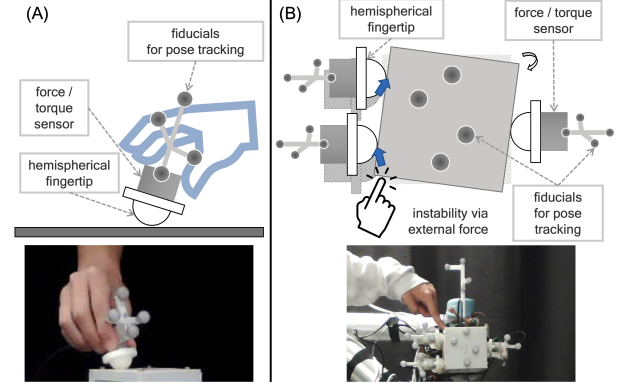 (A)
fiducials
for pose tracking
force /
torque
sensor
hemispherical
fingertip
(B)
hemispherical
fingertip
force / torque
sensor
instability via
external force
fiducials
for pose
tracking